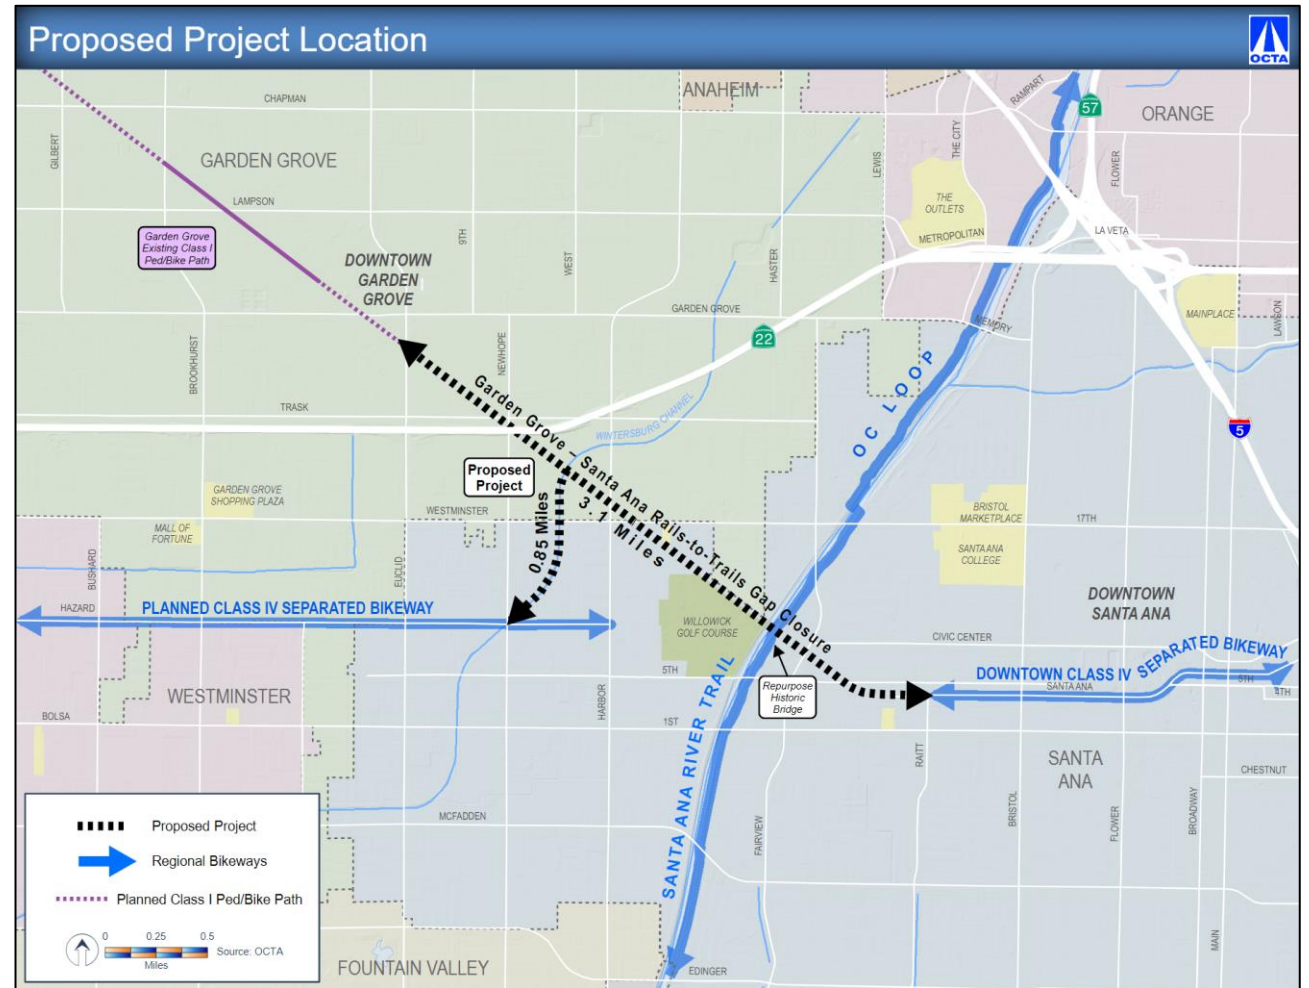 Proposed Project Location
OCTA
ANAHEIM
ORANGE
57
RAMPART
CHAPMAN
GILBERT
GARDEN GROVE
LEWIS
THE CITY
FLOWER
THE
OUTLETS
LAMPSON
METROPOLITAN
LA VETA
Garden Grove
Existing Class I
Ped/Bike Path
9TH
WEST
HASTER
DOWNTOWN
GARDEN
GROVE
GARDEN GROVE
MEMORY
MAINPLACE
LAWSON
22
BROOKHURST
NEWHOPE
OC LOOP
TRASK
WINTERSBURG CHANNEL
5
Garden Grove – Santa Ana Rails-to-Trails Gap Closure
3.1 Miles
Proposed
Project
0.85 Miles
GARDEN GROVE
SHOPPING PLAZA
MALL OF
FORTUNE
WESTMINSTER
BRISTOL
MARKETPLACE
17TH
SANTA ANA
COLLEGE
BUSHARD
EUCLID
DOWNTOWN
SANTA ANA
HAZARD
PLANNED CLASS IV SEPARATED BIKEWAY
WILLOWICK
GOLF COURSE
CIVIC CENTER
5TH
DOWNTOWN CLASS IV SEPARATED BIKEWAY
SANTA ANA
5TH
4TH
Repurpose
Historic
Bridge
WESTMINSTER
BOLSA
HARBOR
1ST
SANTA ANA RIVER TRAIL
RAITT
SANTA
ANA
CHESTNUT
MCFADDEN
FAIRVIEW
BRISTOL
FLOWER
BROADWAY
MAIN
EDINGER
FOUNTAIN VALLEY
Proposed Project
Regional Bikeways
Planned Class I Ped/Bike Path
0 0.25 0.5
Miles
Source: OCTA